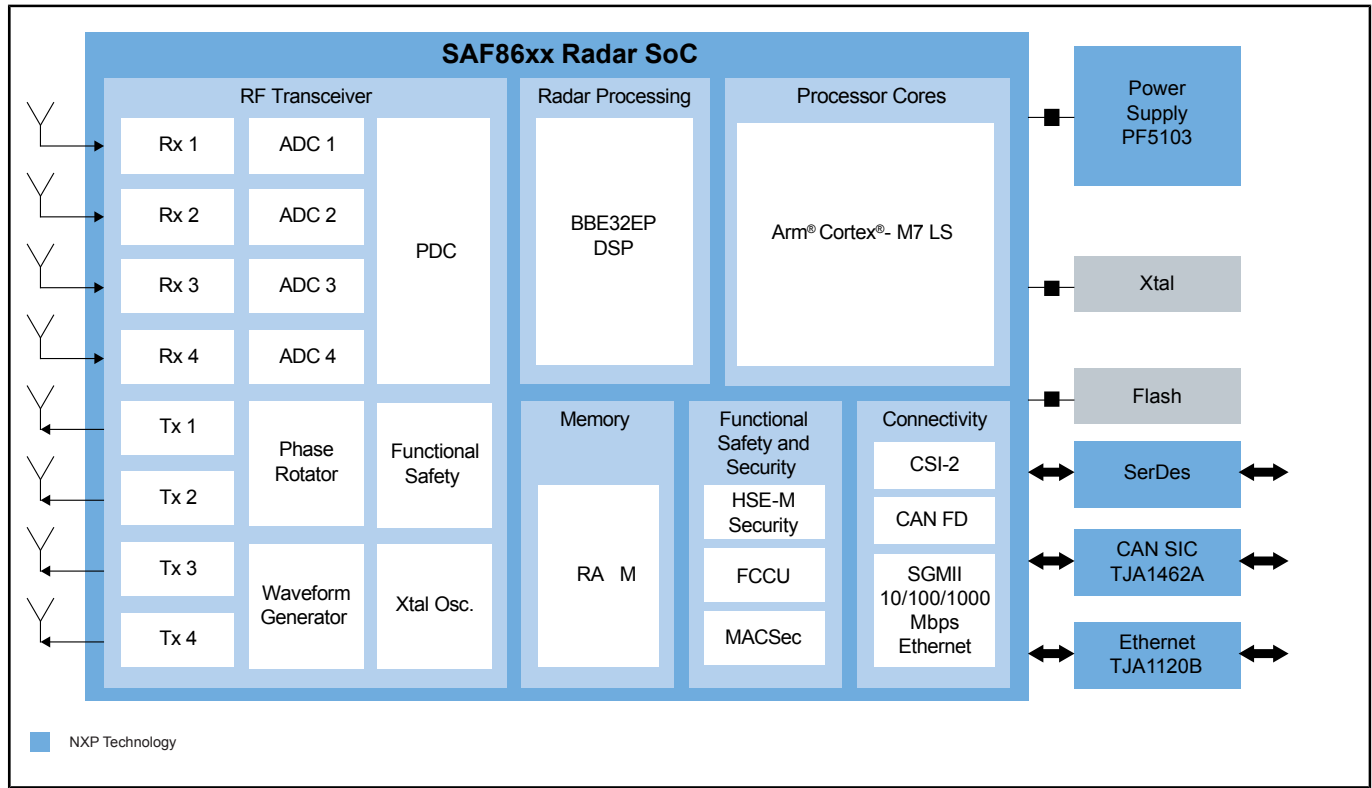 SAF86xx Radar SoC
RF Transceiver
Rx 1
ADC 1
Rx 2
ADC 2
Rx 3
ADC 3
Rx 4
ADC 4
PDC
Tx 1
Tx 2
Tx 3
Tx 4
Phase
Rotator
Functional
Safety
Waveform
Generator
Xtal Osc.
Radar Processing
BBE32EP
DSP
Processor Cores
Arm® Cortex®- M7 LS
Memory
RA M
Functional
Safety and
Security
HSE-M
Security
FCCU
MACSec
Connectivity
CSI-2
CAN FD
SGMII
10/100/1000
Mbps
Ethernet
Power
Supply
PF5103
Xtal
Flash
SerDes
CAN SIC
TJA1462A
Ethernet
TJA1120B
NXP Technology